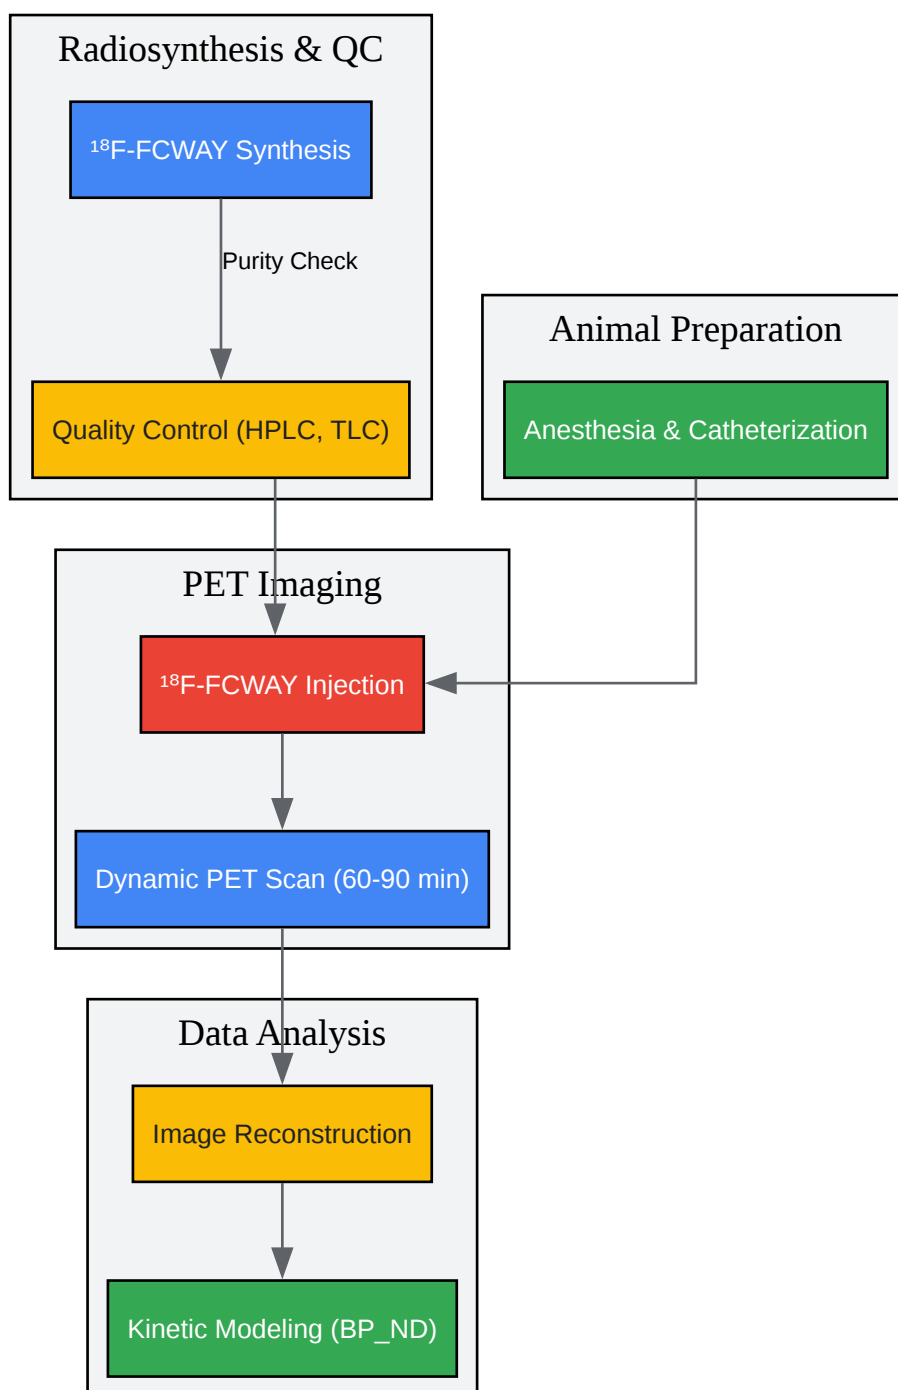 Radiosynthesis & QC
¹⁸F-FCWAY Synthesis
Purity Check
Quality Control (HPLC, TLC)
Animal Preparation
Anesthesia & Catheterization
PET Imaging
¹⁸F-FCWAY Injection
Dynamic PET Scan (60-90 min)
Data Analysis
Image Reconstruction
Kinetic Modeling (BP_ND)